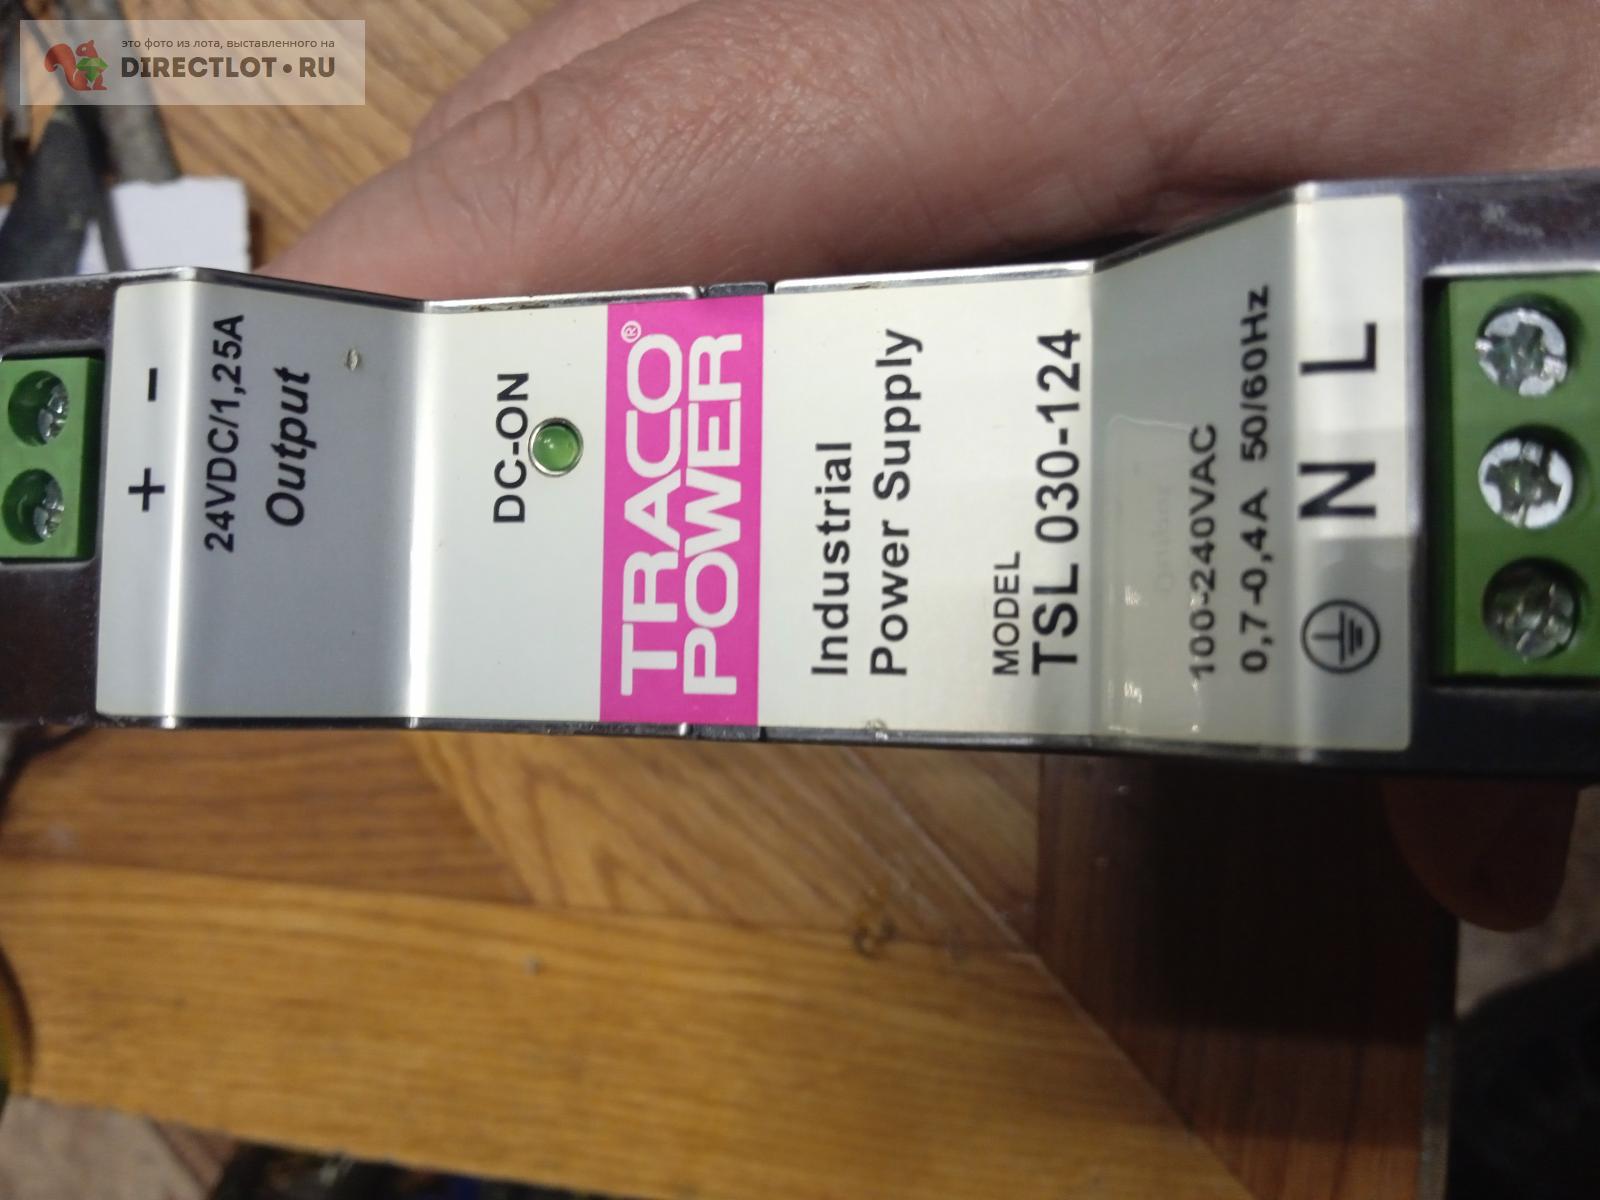 это фото из лота, выставленного на
DIRECTLOT•RU
+ -
24VDC/1,25A
Output
DC-ON
TRACO
POWER®
Industrial
Power Supply
MODEL
TSL 030-124
100-240VAC
0,7-0,4A 50/60Hz
N L